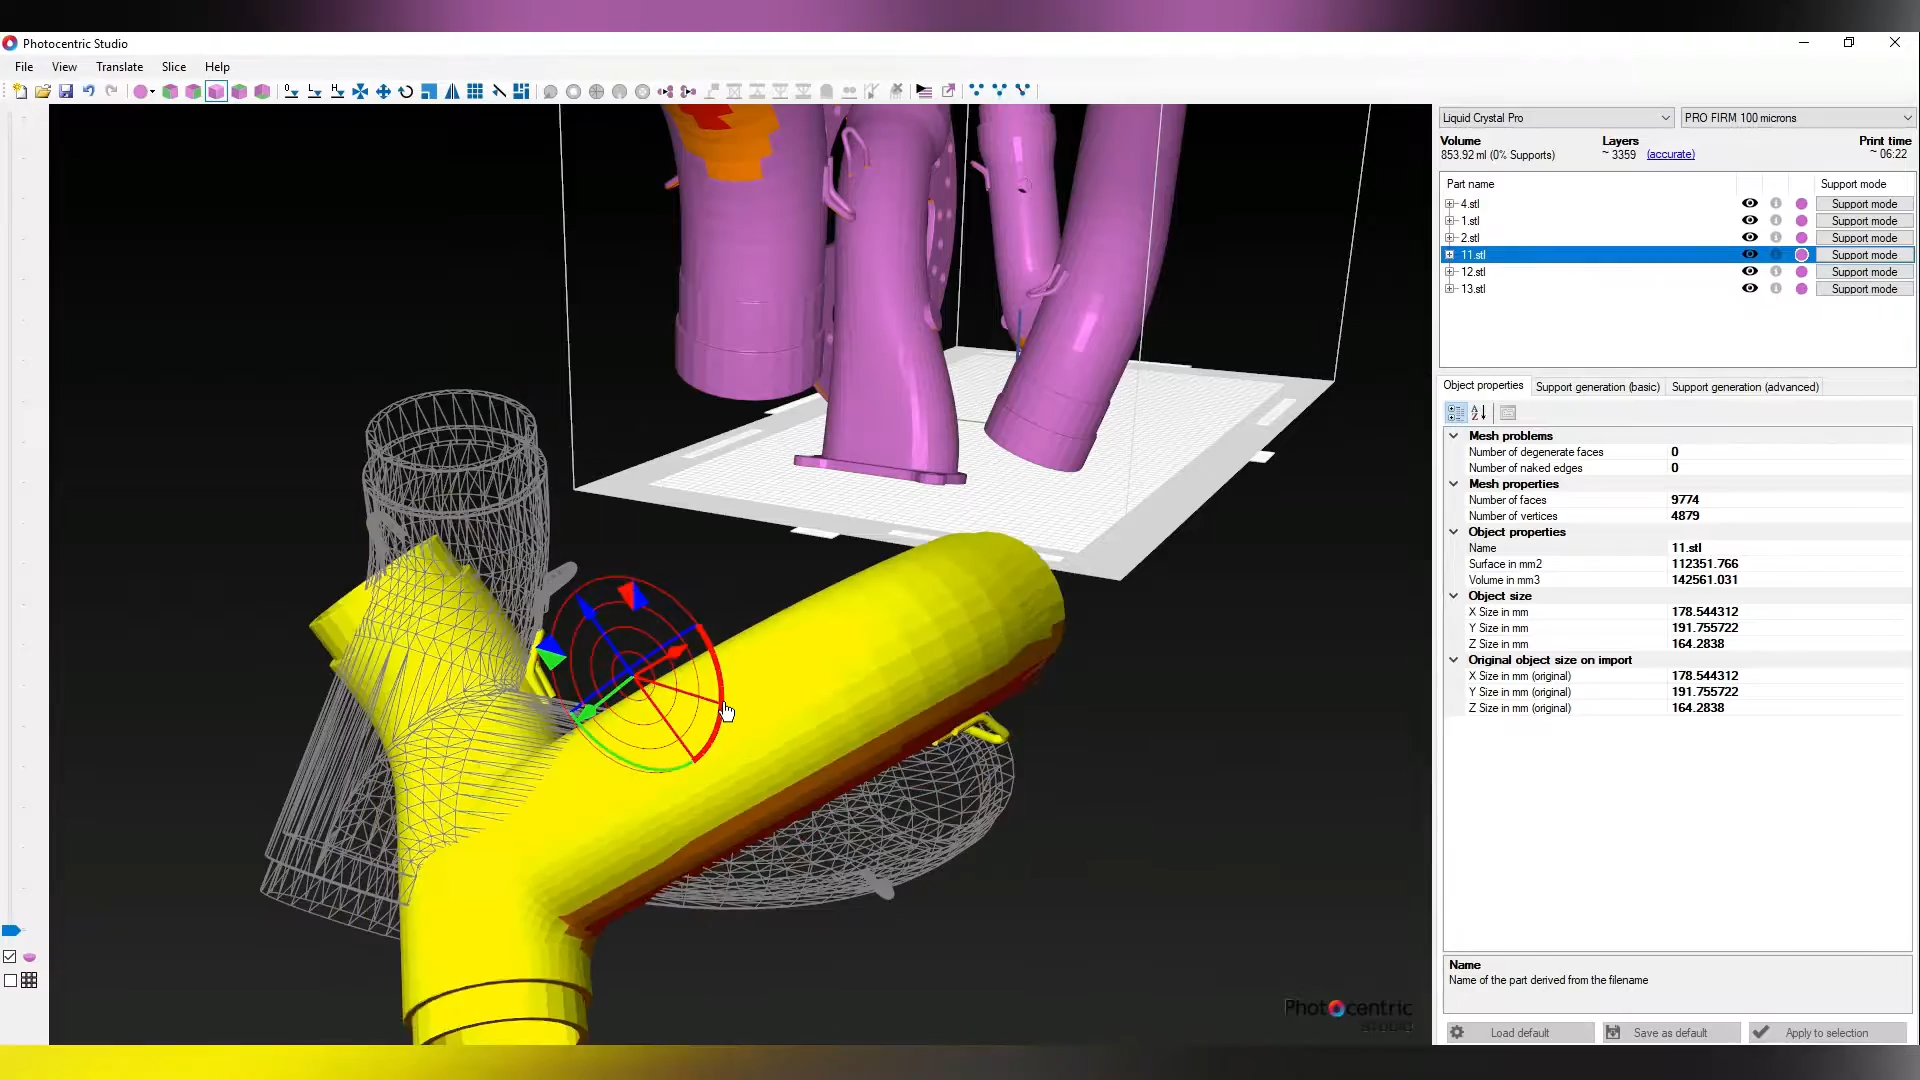 Photocentric Studio
File View Translate Slice Help
Liquid Crystal Pro PRO FIRM 100 microns
Volume Layers Print time
853.92 ml (0% Supports) ~ 3359 (accurate) ~ 06:22
Part name Support mode
4.stl Support mode
1.stl Support mode
2.stl Support mode
11.stl Support mode
12.stl Support mode
13.stl Support mode
Object properties Support generation (basic) Support generation (advanced)
Mesh problems
Number of degenerate faces 0
Number of naked edges 0
Mesh properties
Number of faces 9774
Number of vertices 4879
Object properties
Name 11.stl
Surface in mm2 112351.766
Volume in mm3 142561.031
Object size
X Size in mm 178.544312
Y Size in mm 191.755722
Z Size in mm 164.2838
Original object size on import
X Size in mm (original) 178.544312
Y Size in mm (original) 191.755722
Z Size in mm (original) 164.2838
Photocentric
STUDIO
Name
Name of the part derived from the filename
Load default Save as default Apply to selection